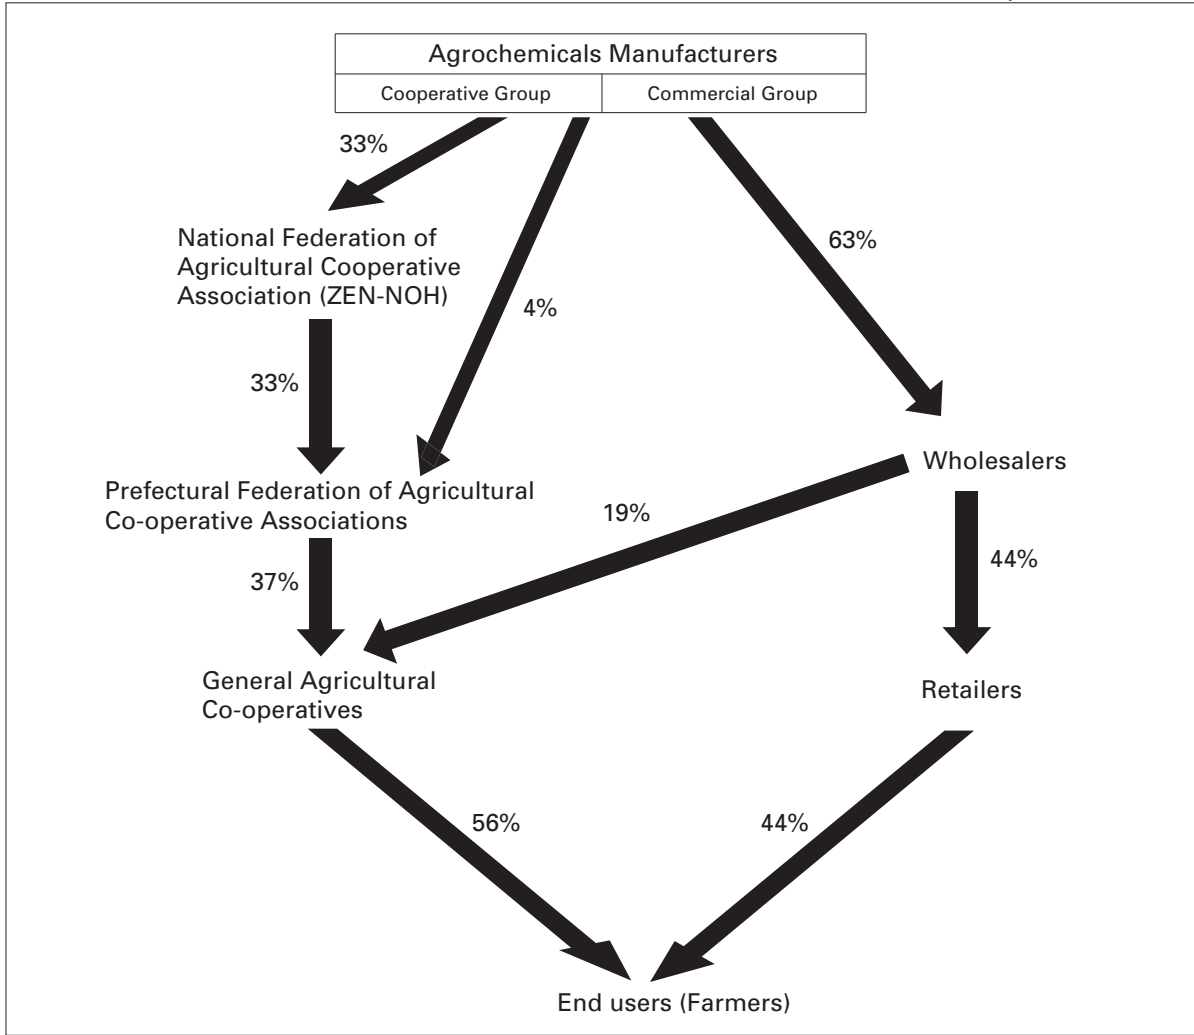 Agrochemicals Manufacturers
Cooperative Group
Commercial Group
33%
National Federation of
Agricultural Cooperative
Association (ZEN-NOH)
63%
4%
33%
Wholesalers
Prefectural Federation of Agricultural
Co-operative Associations
19%
44%
37%
General Agricultural
Co-operatives
Retailers
56%
44%
End users (Farmers)